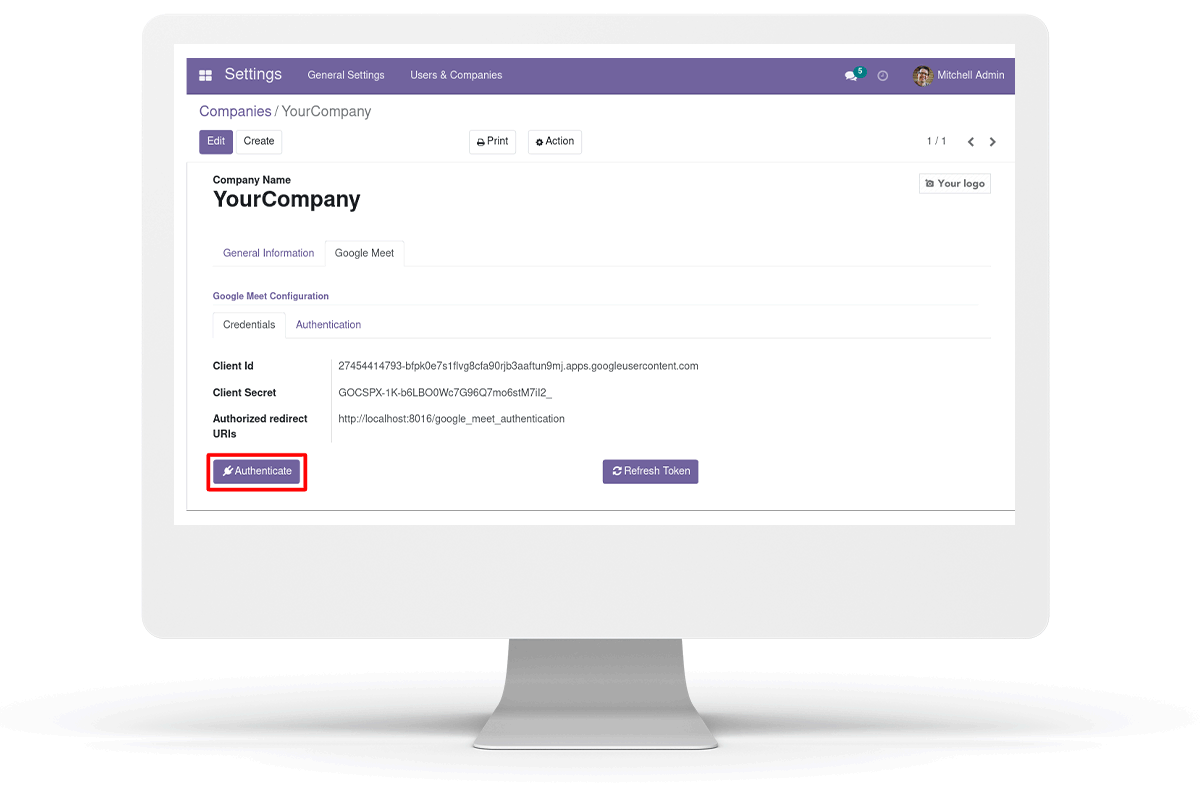 Settings General Settings Users & Companies 5 Mitchell Admin
Companies / YourCompany
Edit Create Print Action 1 / 1
Company Name
YourCompany
Your logo
General Information Google Meet
Google Meet Configuration
Credentials Authentication
Client Id 27454414793-bfpk0e7s1flvg8cfa90rjb3aaftun9mj.apps.googleusercontent.com
Client Secret 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
Authorized redirect http://localhost:8016/google_meet_authentication
URIs
Authenticate Refresh Token